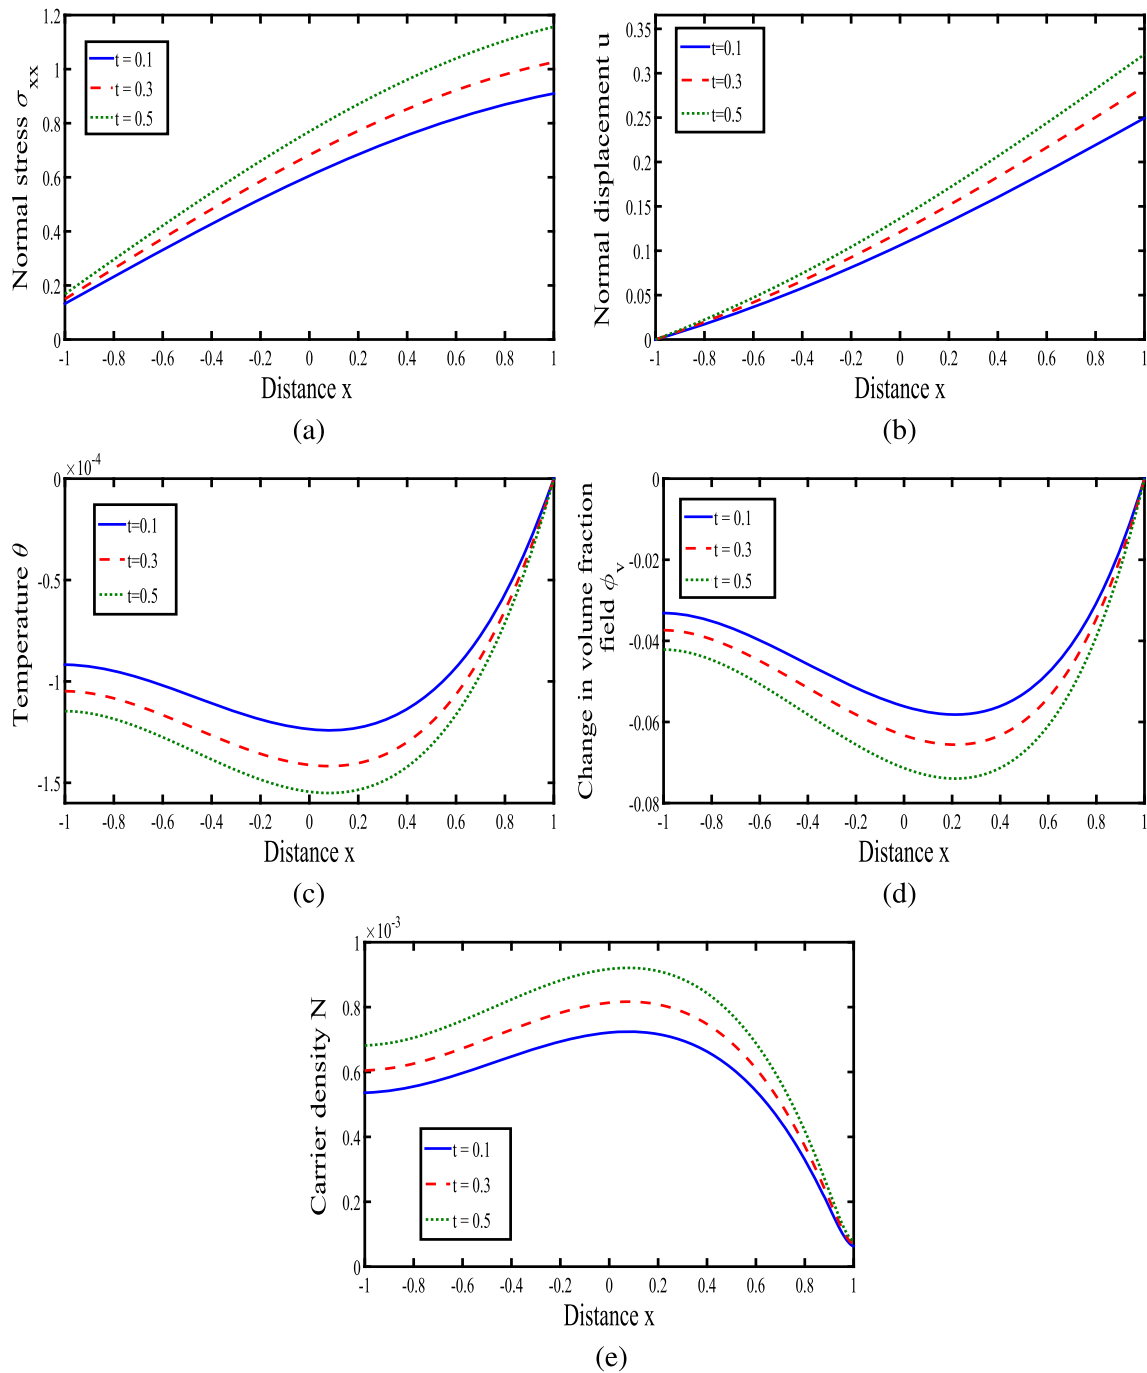 1.2
1
0.8
0.6
0.4
0.2
0
Normal stress σxx
t = 0.1
t = 0.3
t = 0.5
-1 -0.8 -0.6 -0.4 -0.2 0 0.2 0.4 0.6 0.8 1
Distance x
(a)
0.35
0.3
0.25
0.2
0.15
0.1
0.05
0
Normal displacement u
t=0.1
t=0.3
t=0.5
-1 -0.8 -0.6 -0.4 -0.2 0 0.2 0.4 0.6 0.8 1
Distance x
(b)
×10-4
0
-0.5
-1
-1.5
Temperature θ
t=0.1
t=0.3
t=0.5
-1 -0.8 -0.6 -0.4 -0.2 0 0.2 0.4 0.6 0.8 1
Distance x
(c)
0
-0.02
-0.04
-0.06
-0.08
Change in volume fraction
field ϕv
t = 0.1
t = 0.3
t = 0.5
-1 -0.8 -0.6 -0.4 -0.2 0 0.2 0.4 0.6 0.8 1
Distance x
(d)
×10-3
1
0.8
0.6
0.4
0.2
0
Carrier density N
t = 0.1
t = 0.3
t = 0.5
-1 -0.8 -0.6 -0.4 -0.2 0 0.2 0.4 0.6 0.8 1
Distance x
(e)